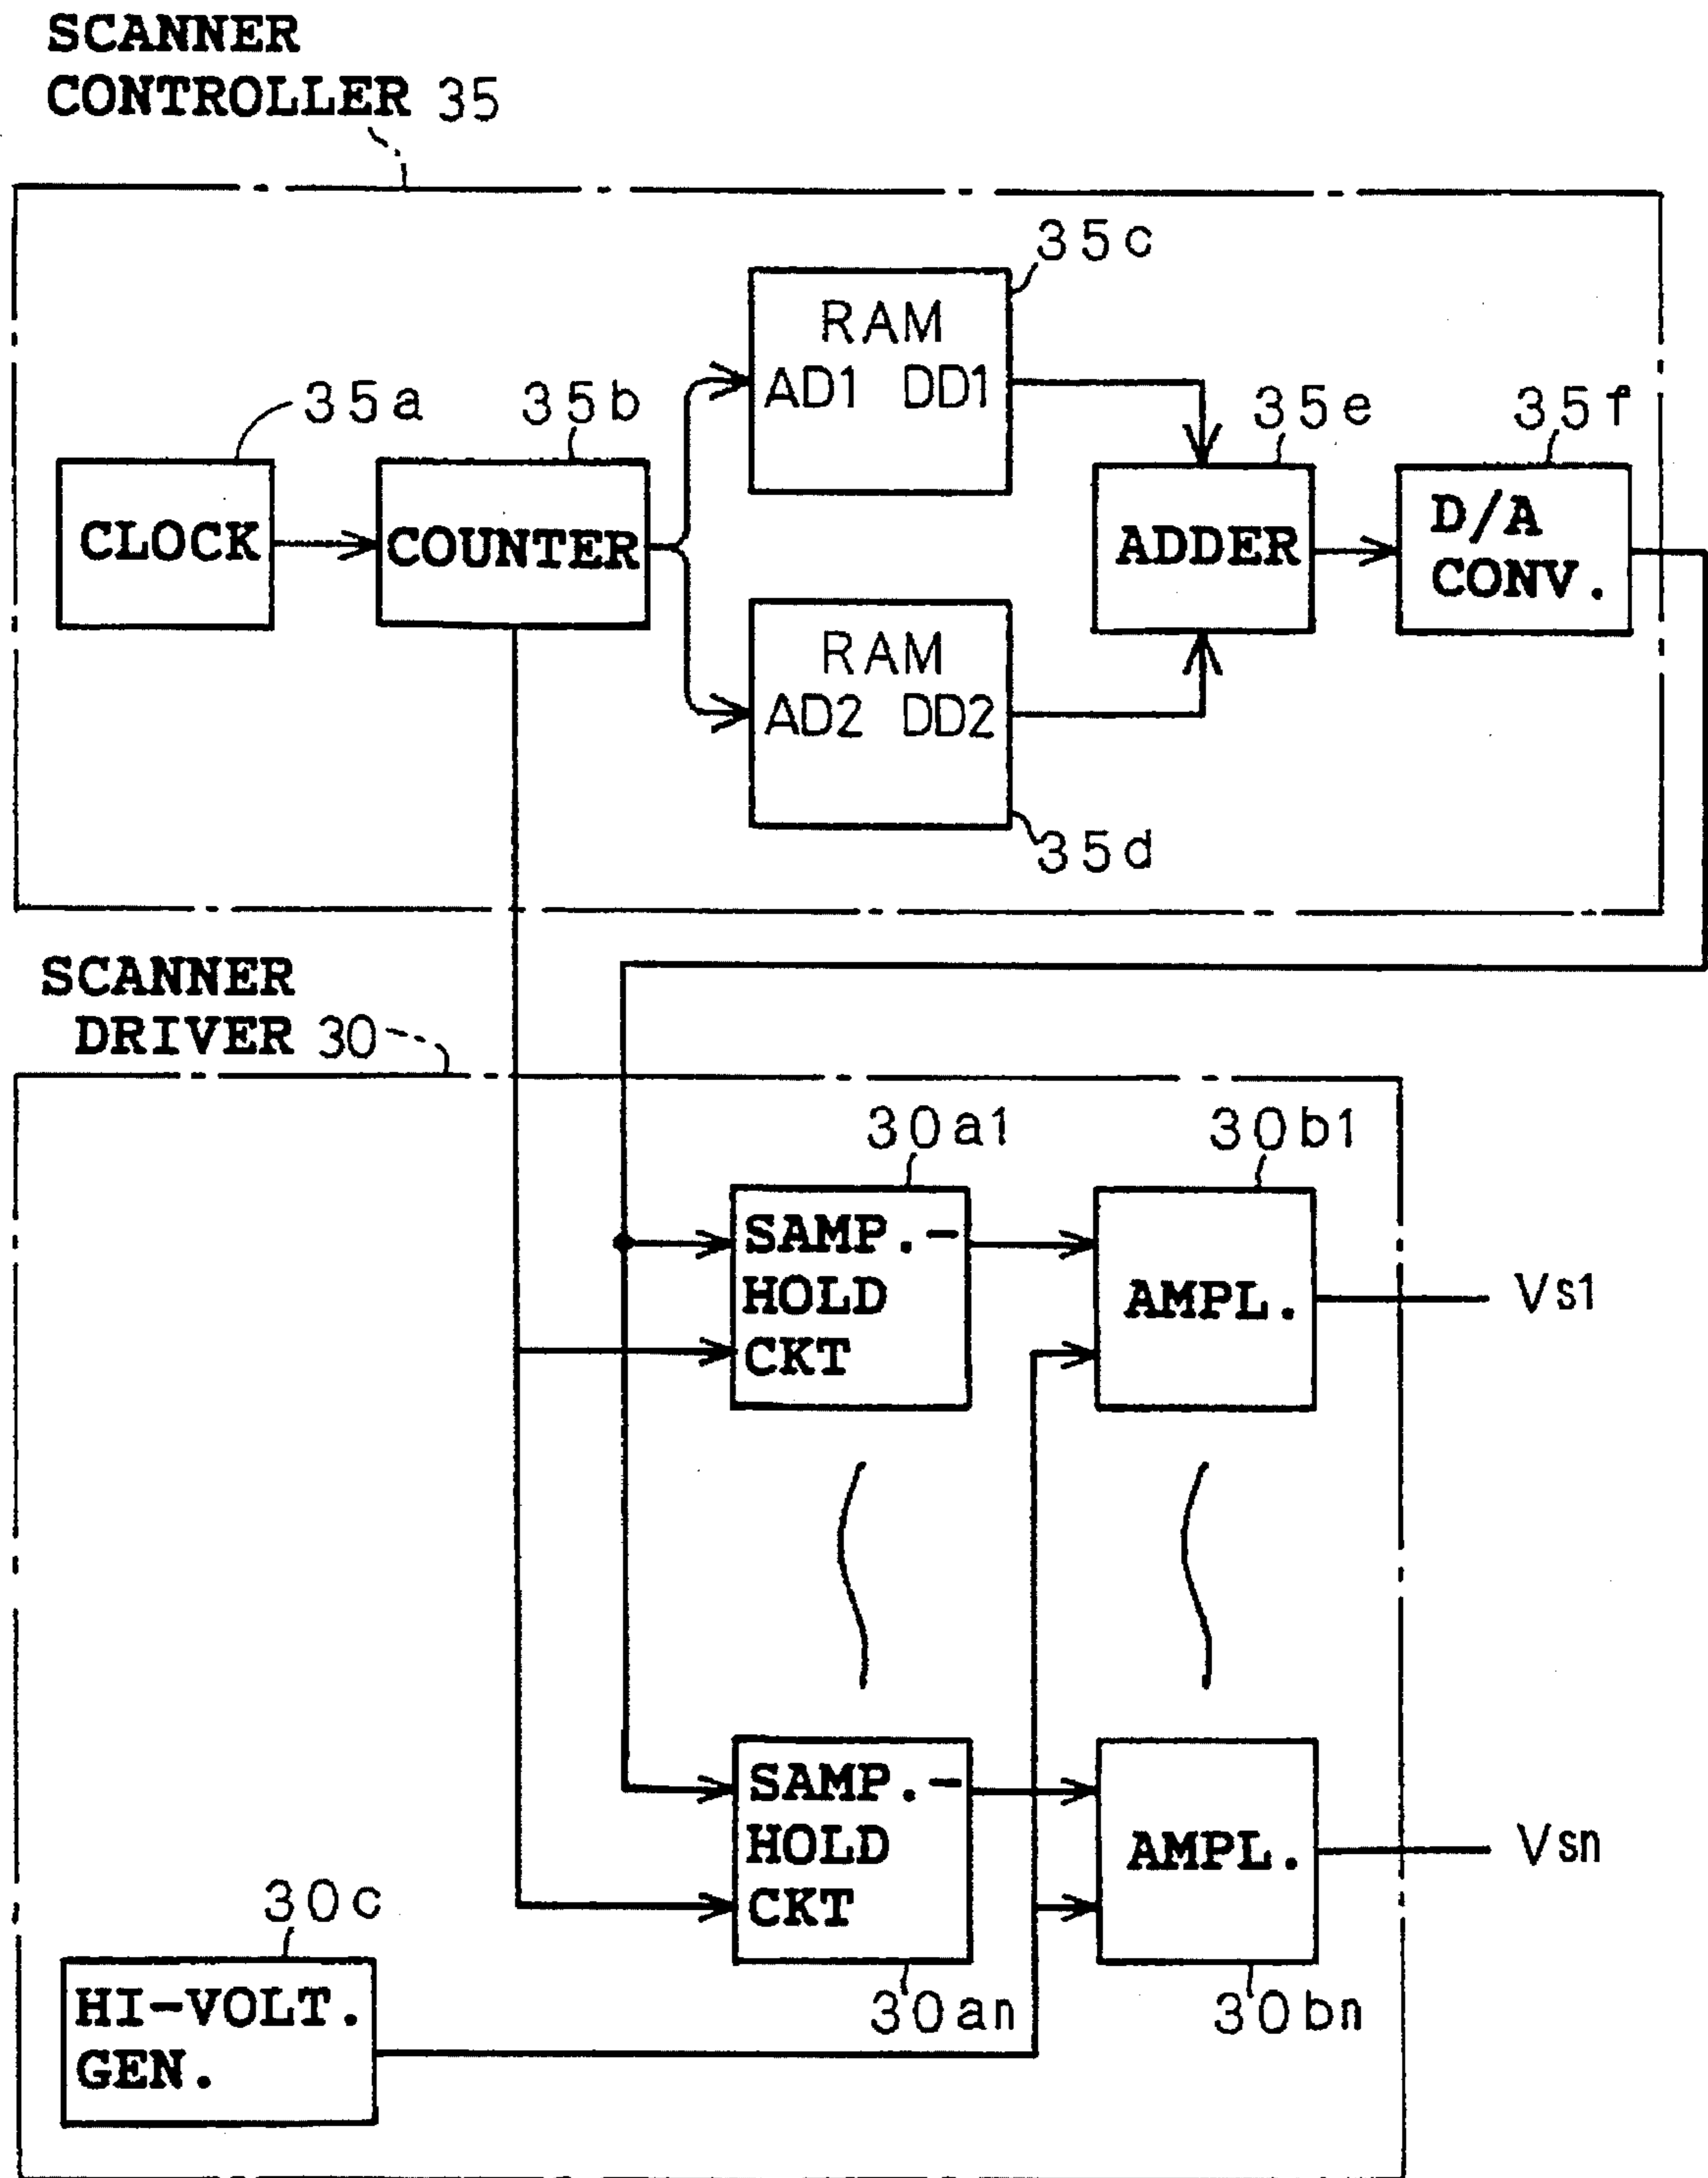 SCANNER
CONTROLLER 35
35c
RAM
AD1 DD1
35a
35b
35e
35f
CLOCK
COUNTER
ADDER
D/A
CONV.
RAM
AD2 DD2
35d
SCANNER
DRIVER 30
30a1
30b1
SAMP.-
HOLD
CKT
AMPL.
Vs1
SAMP.-
HOLD
CKT
AMPL.
Vsn
30c
30an
30bn
HI-VOLT.
GEN.